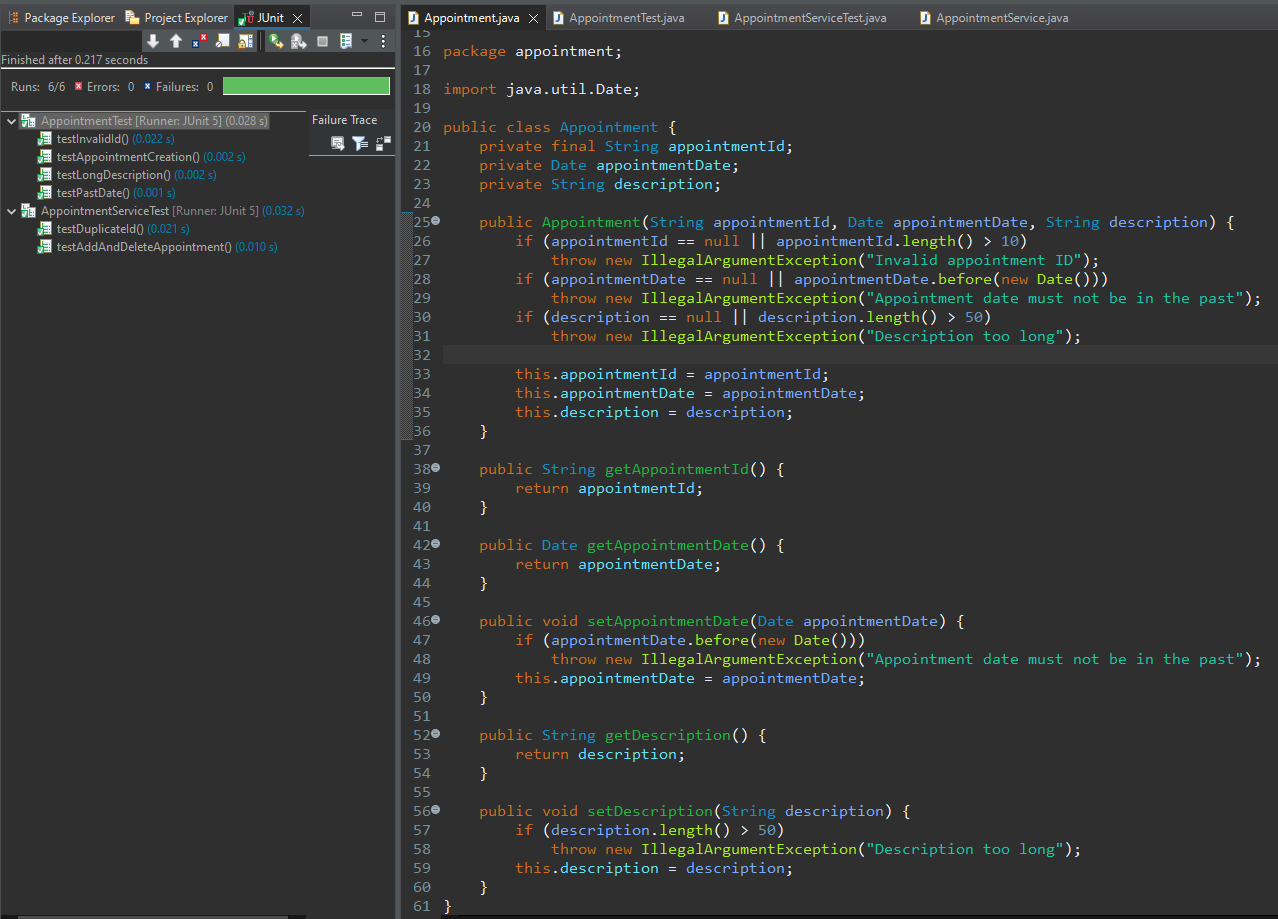 Package Explorer Project Explorer JUnit
Finished after 0.217 seconds
Runs: 6/6 Errors: 0 Failures: 0
AppointmentTest [Runner: JUnit 5] (0.028 s)
testInvalidId() (0.022 s)
testAppointmentCreation() (0.002 s)
testLongDescription() (0.002 s)
testPastDate() (0.001 s)
AppointmentServiceTest [Runner: JUnit 5] (0.032 s)
testDuplicateId() (0.021 s)
testAddAndDeleteAppointment() (0.010 s)
Failure Trace
Appointment.java AppointmentTest.java AppointmentServiceTest.java AppointmentService.java
15
16 package appointment;
17
18 import java.util.Date;
19
20 public class Appointment {
21     private final String appointmentId;
22     private Date appointmentDate;
23     private String description;
24
25     public Appointment(String appointmentId, Date appointmentDate, String description) {
26         if (appointmentId == null || appointmentId.length() > 10)
27             throw new IllegalArgumentException("Invalid appointment ID");
28         if (appointmentDate == null || appointmentDate.before(new Date()))
29             throw new IllegalArgumentException("Appointment date must not be in the past");
30         if (description == null || description.length() > 50)
31             throw new IllegalArgumentException("Description too long");
32
33         this.appointmentId = appointmentId;
34         this.appointmentDate = appointmentDate;
35         this.description = description;
36     }
37
38     public String getAppointmentId() {
39         return appointmentId;
40     }
41
42     public Date getAppointmentDate() {
43         return appointmentDate;
44     }
45
46     public void setAppointmentDate(Date appointmentDate) {
47         if (appointmentDate.before(new Date()))
48             throw new IllegalArgumentException("Appointment date must not be in the past");
49         this.appointmentDate = appointmentDate;
50     }
51
52     public String getDescription() {
53         return description;
54     }
55
56     public void setDescription(String description) {
57         if (description.length() > 50)
58             throw new IllegalArgumentException("Description too long");
59         this.description = description;
60     }
61 }